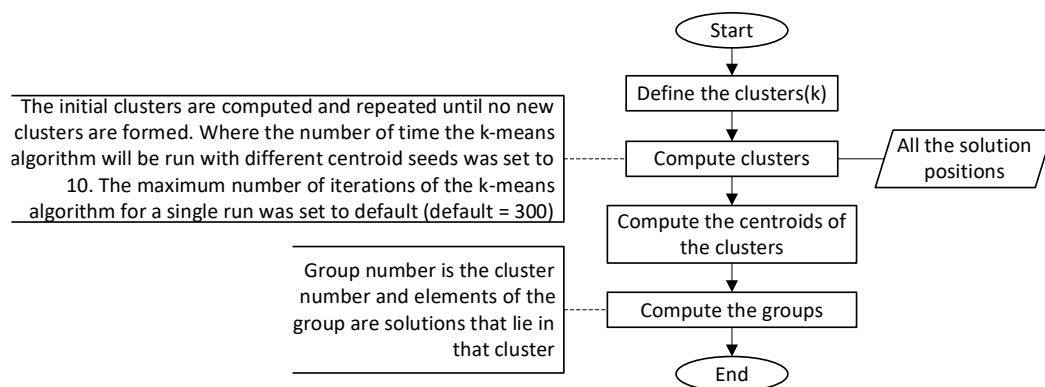 Start
Define the clusters(k)
The initial clusters are computed and repeated until no new
clusters are formed. Where the number of time the k-means
algorithm will be run with different centroid seeds was set to
10. The maximum number of iterations of the k-means
algorithm for a single run was set to default (default = 300)
Compute clusters
All the solution
positions
Compute the centroids of
the clusters
Group number is the cluster
number and elements of the
group are solutions that lie in
that cluster
Compute the groups
End